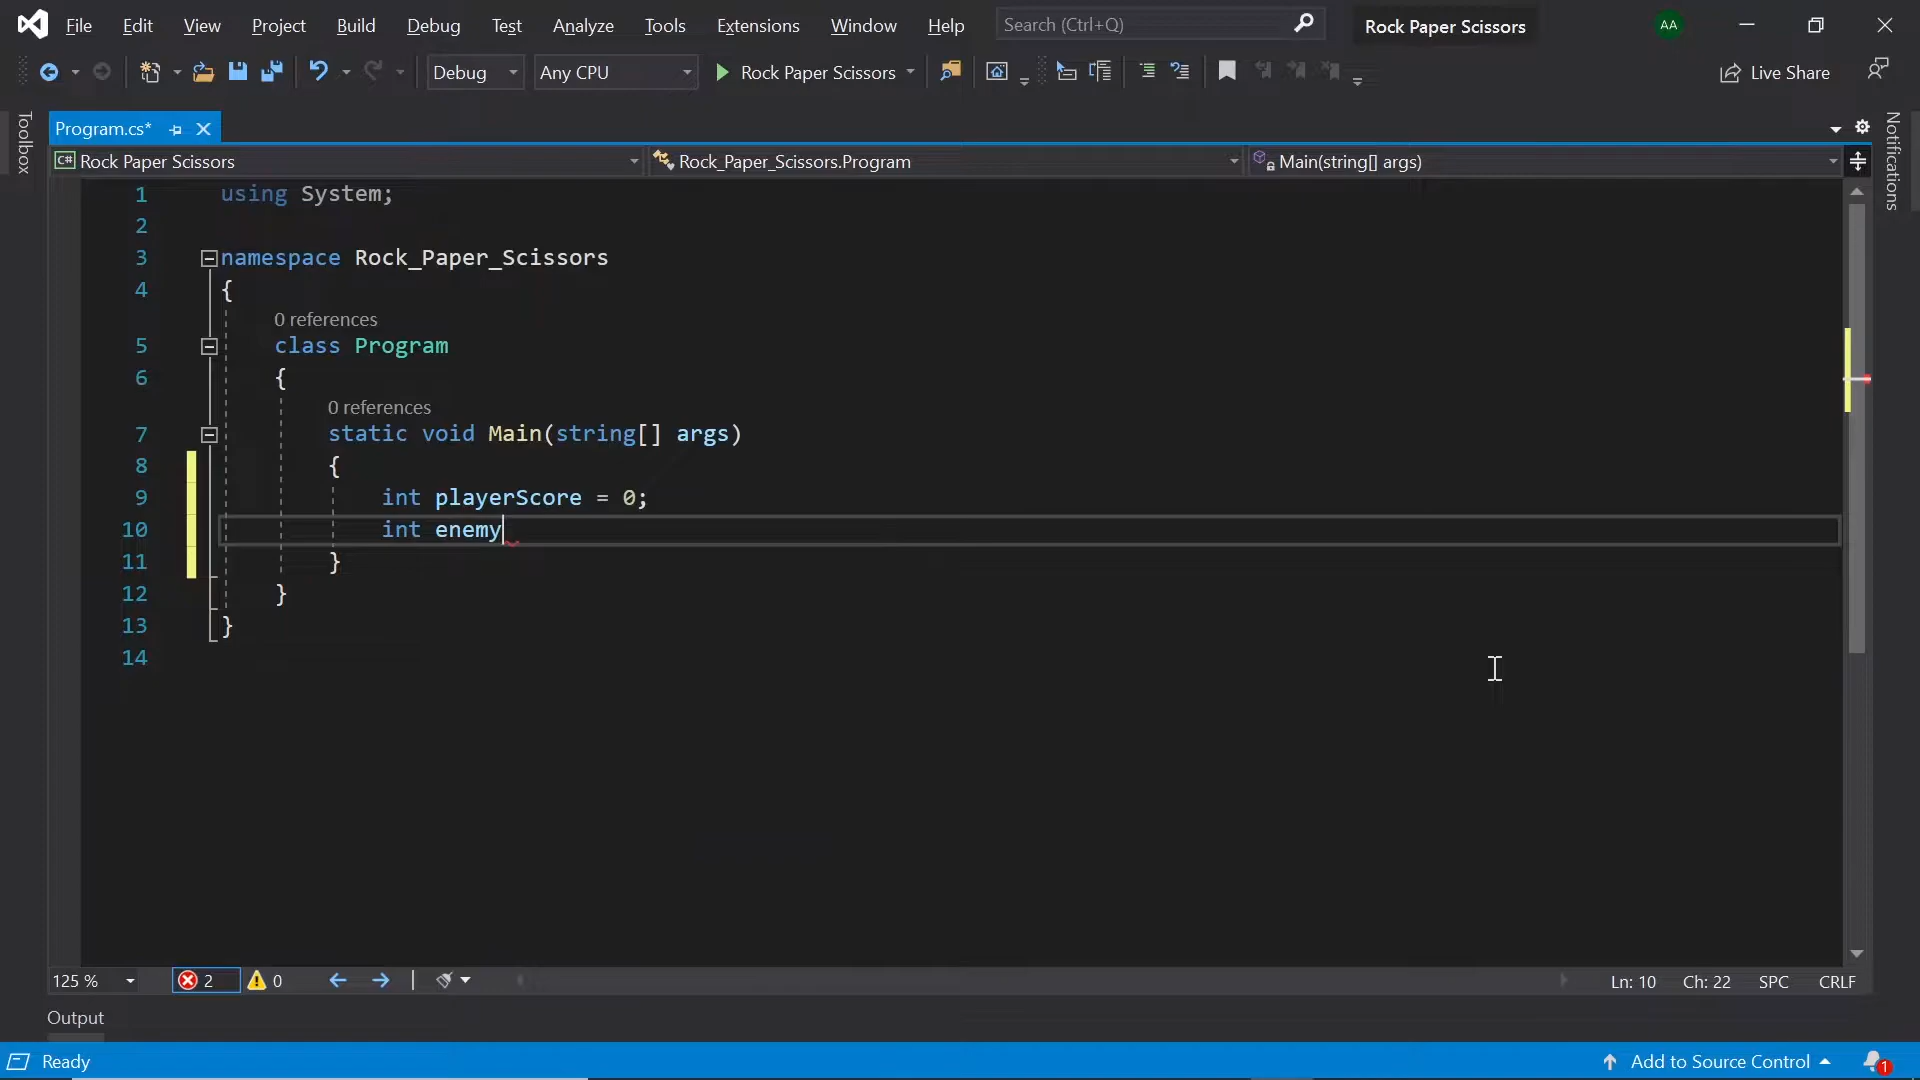 File Edit View Project Build Debug Test Analyze Tools Extensions Window Help Search (Ctrl+Q) Rock Paper Scissors AA
Debug Any CPU Rock Paper Scissors Live Share
Toolbox
Program.cs*
Notifications
C# Rock Paper Scissors Rock_Paper_Scissors.Program Main(string[] args)
1 using System;
2
3 namespace Rock_Paper_Scissors
4 {
0 references
5 class Program
6 {
0 references
7 static void Main(string[] args)
8 {
9 int playerScore = 0;
10 int enemy
11 }
12 }
13 }
14
125 % 2 0 Ln: 10 Ch: 22 SPC CRLF
Output
Ready Add to Source Control 1